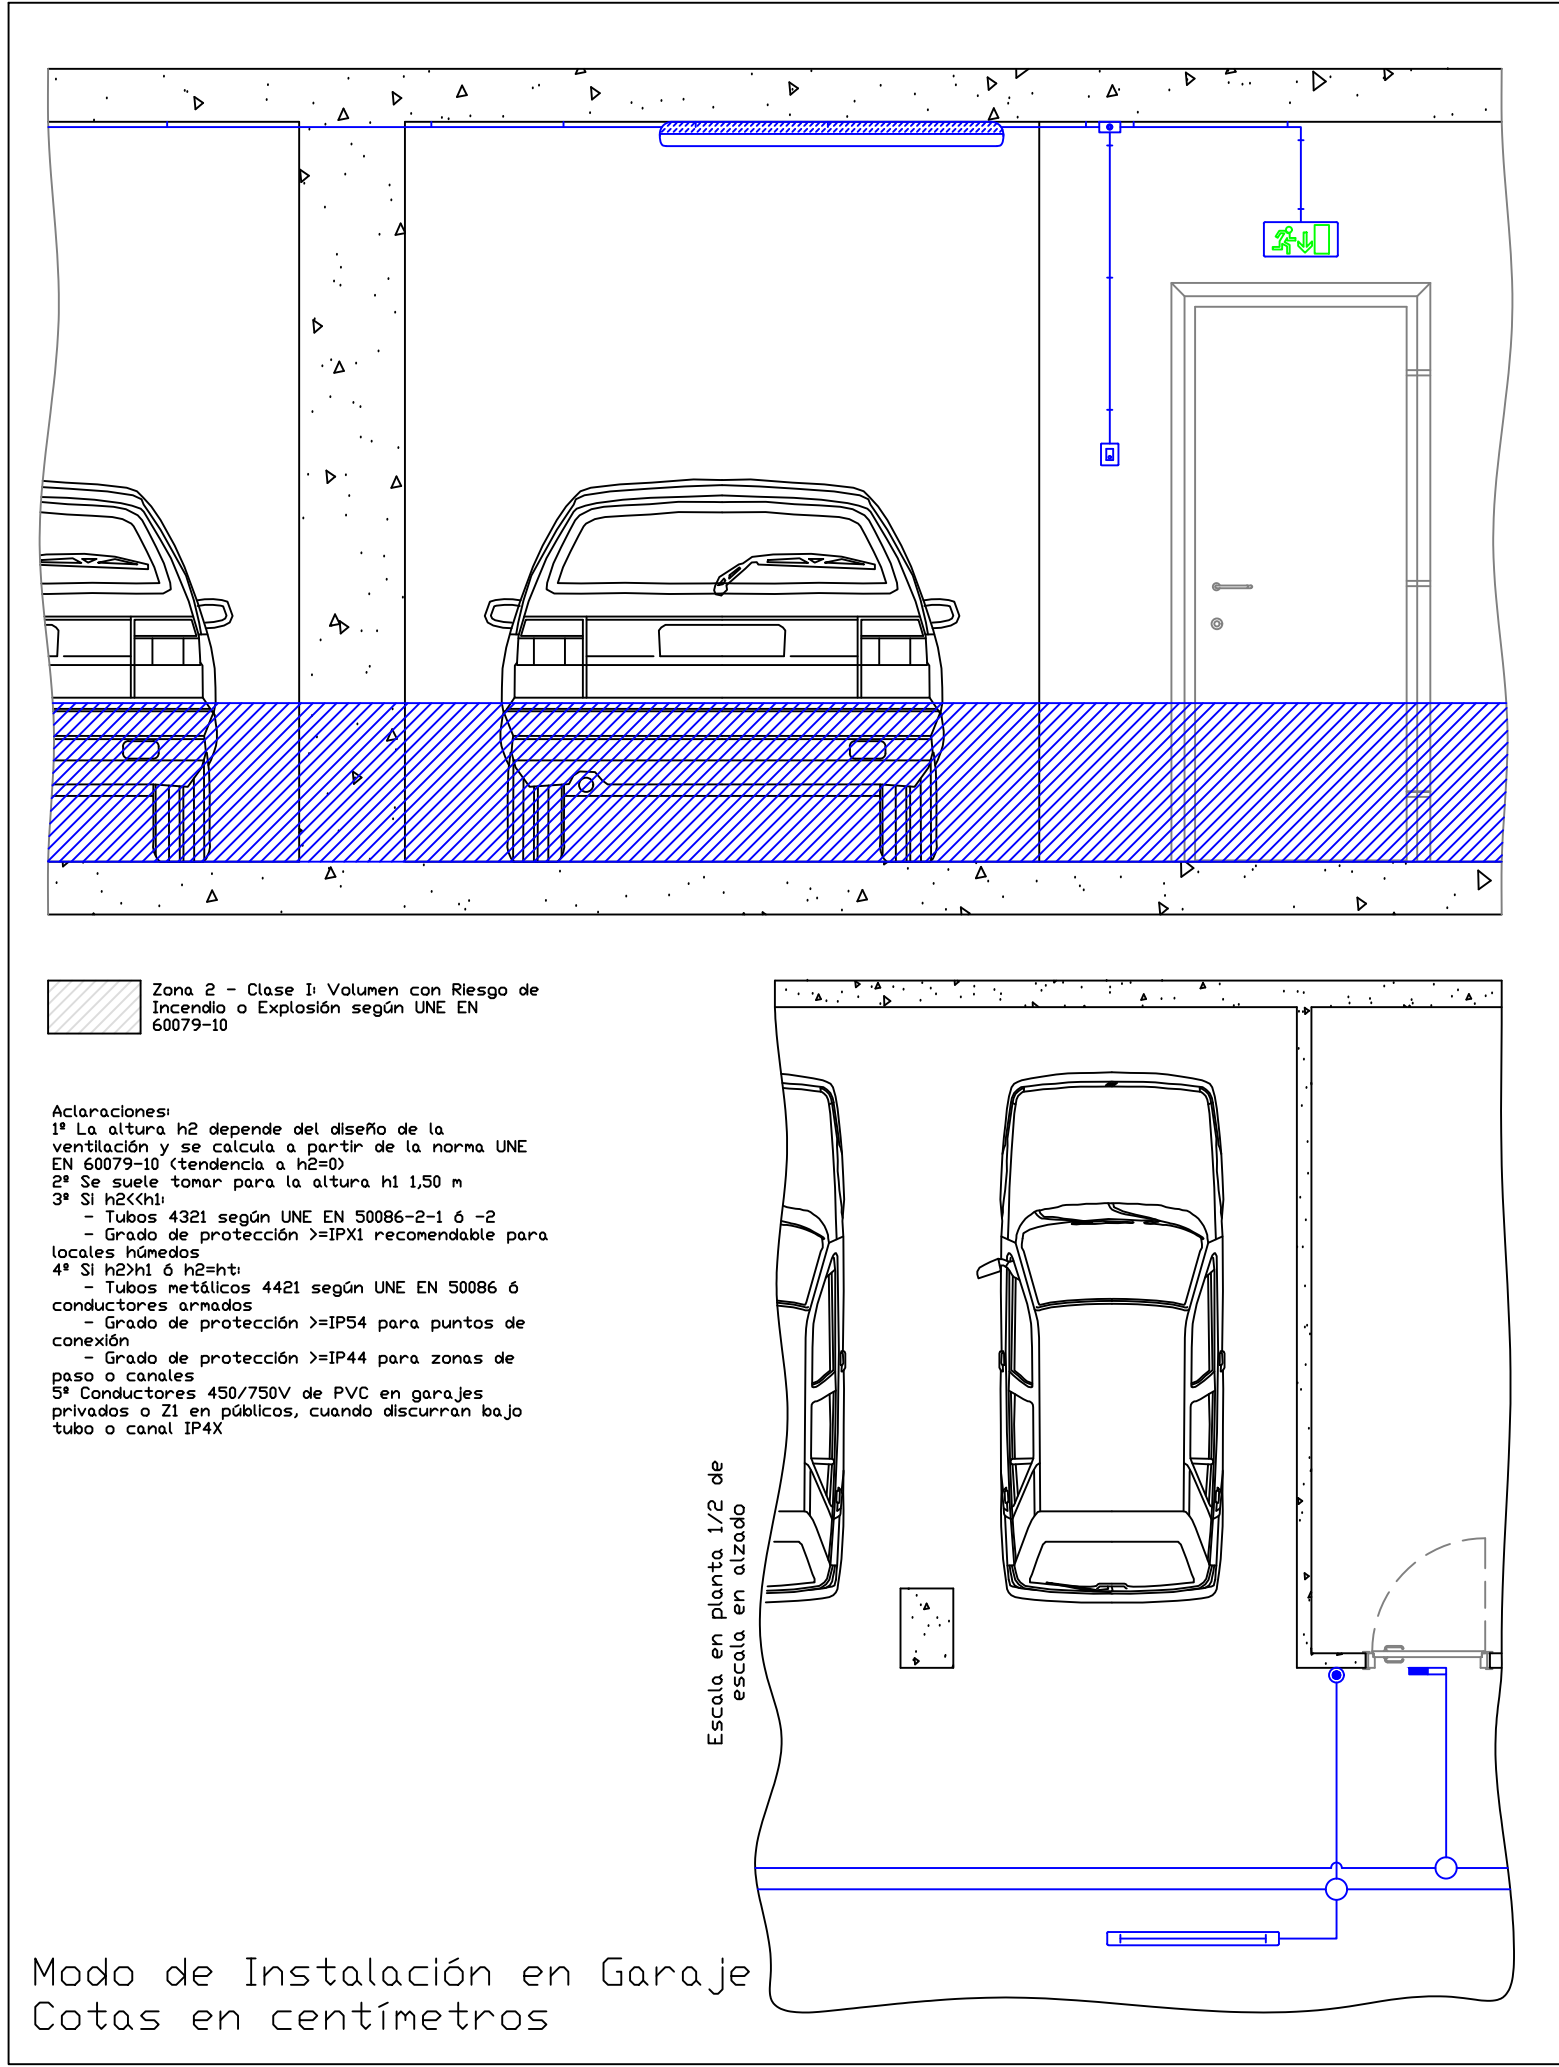 Zona 2 - Clase I: Volumen con Riesgo de
Incendio o Explosión según UNE EN
60079-10
Aclaraciones:
1º La altura h2 depende del diseño de la
ventilación y se calcula a partir de la norma UNE
EN 60079-10 (tendencia a h2=0)
2º Se suele tomar para la altura h1 1,50 m
3º Si h2<<h1:
- Tubos 4321 según UNE EN 50086-2-1 ó -2
- Grado de protección >=IPX1 recomendable para
locales húmedos
4º Si h2>h1 ó h2=ht:
- Tubos metálicos 4421 según UNE EN 50086 ó
conductores armados
- Grado de protección >=IP54 para puntos de
conexión
- Grado de protección >=IP44 para zonas de
paso o canales
5º Conductores 450/750V de PVC en garajes
privados o Z1 en públicos, cuando discurran bajo
tubo o canal IP4X
Escala en planta 1/2 de
escala en alzado
Modo de Instalación en Garaje
Cotas en centímetros